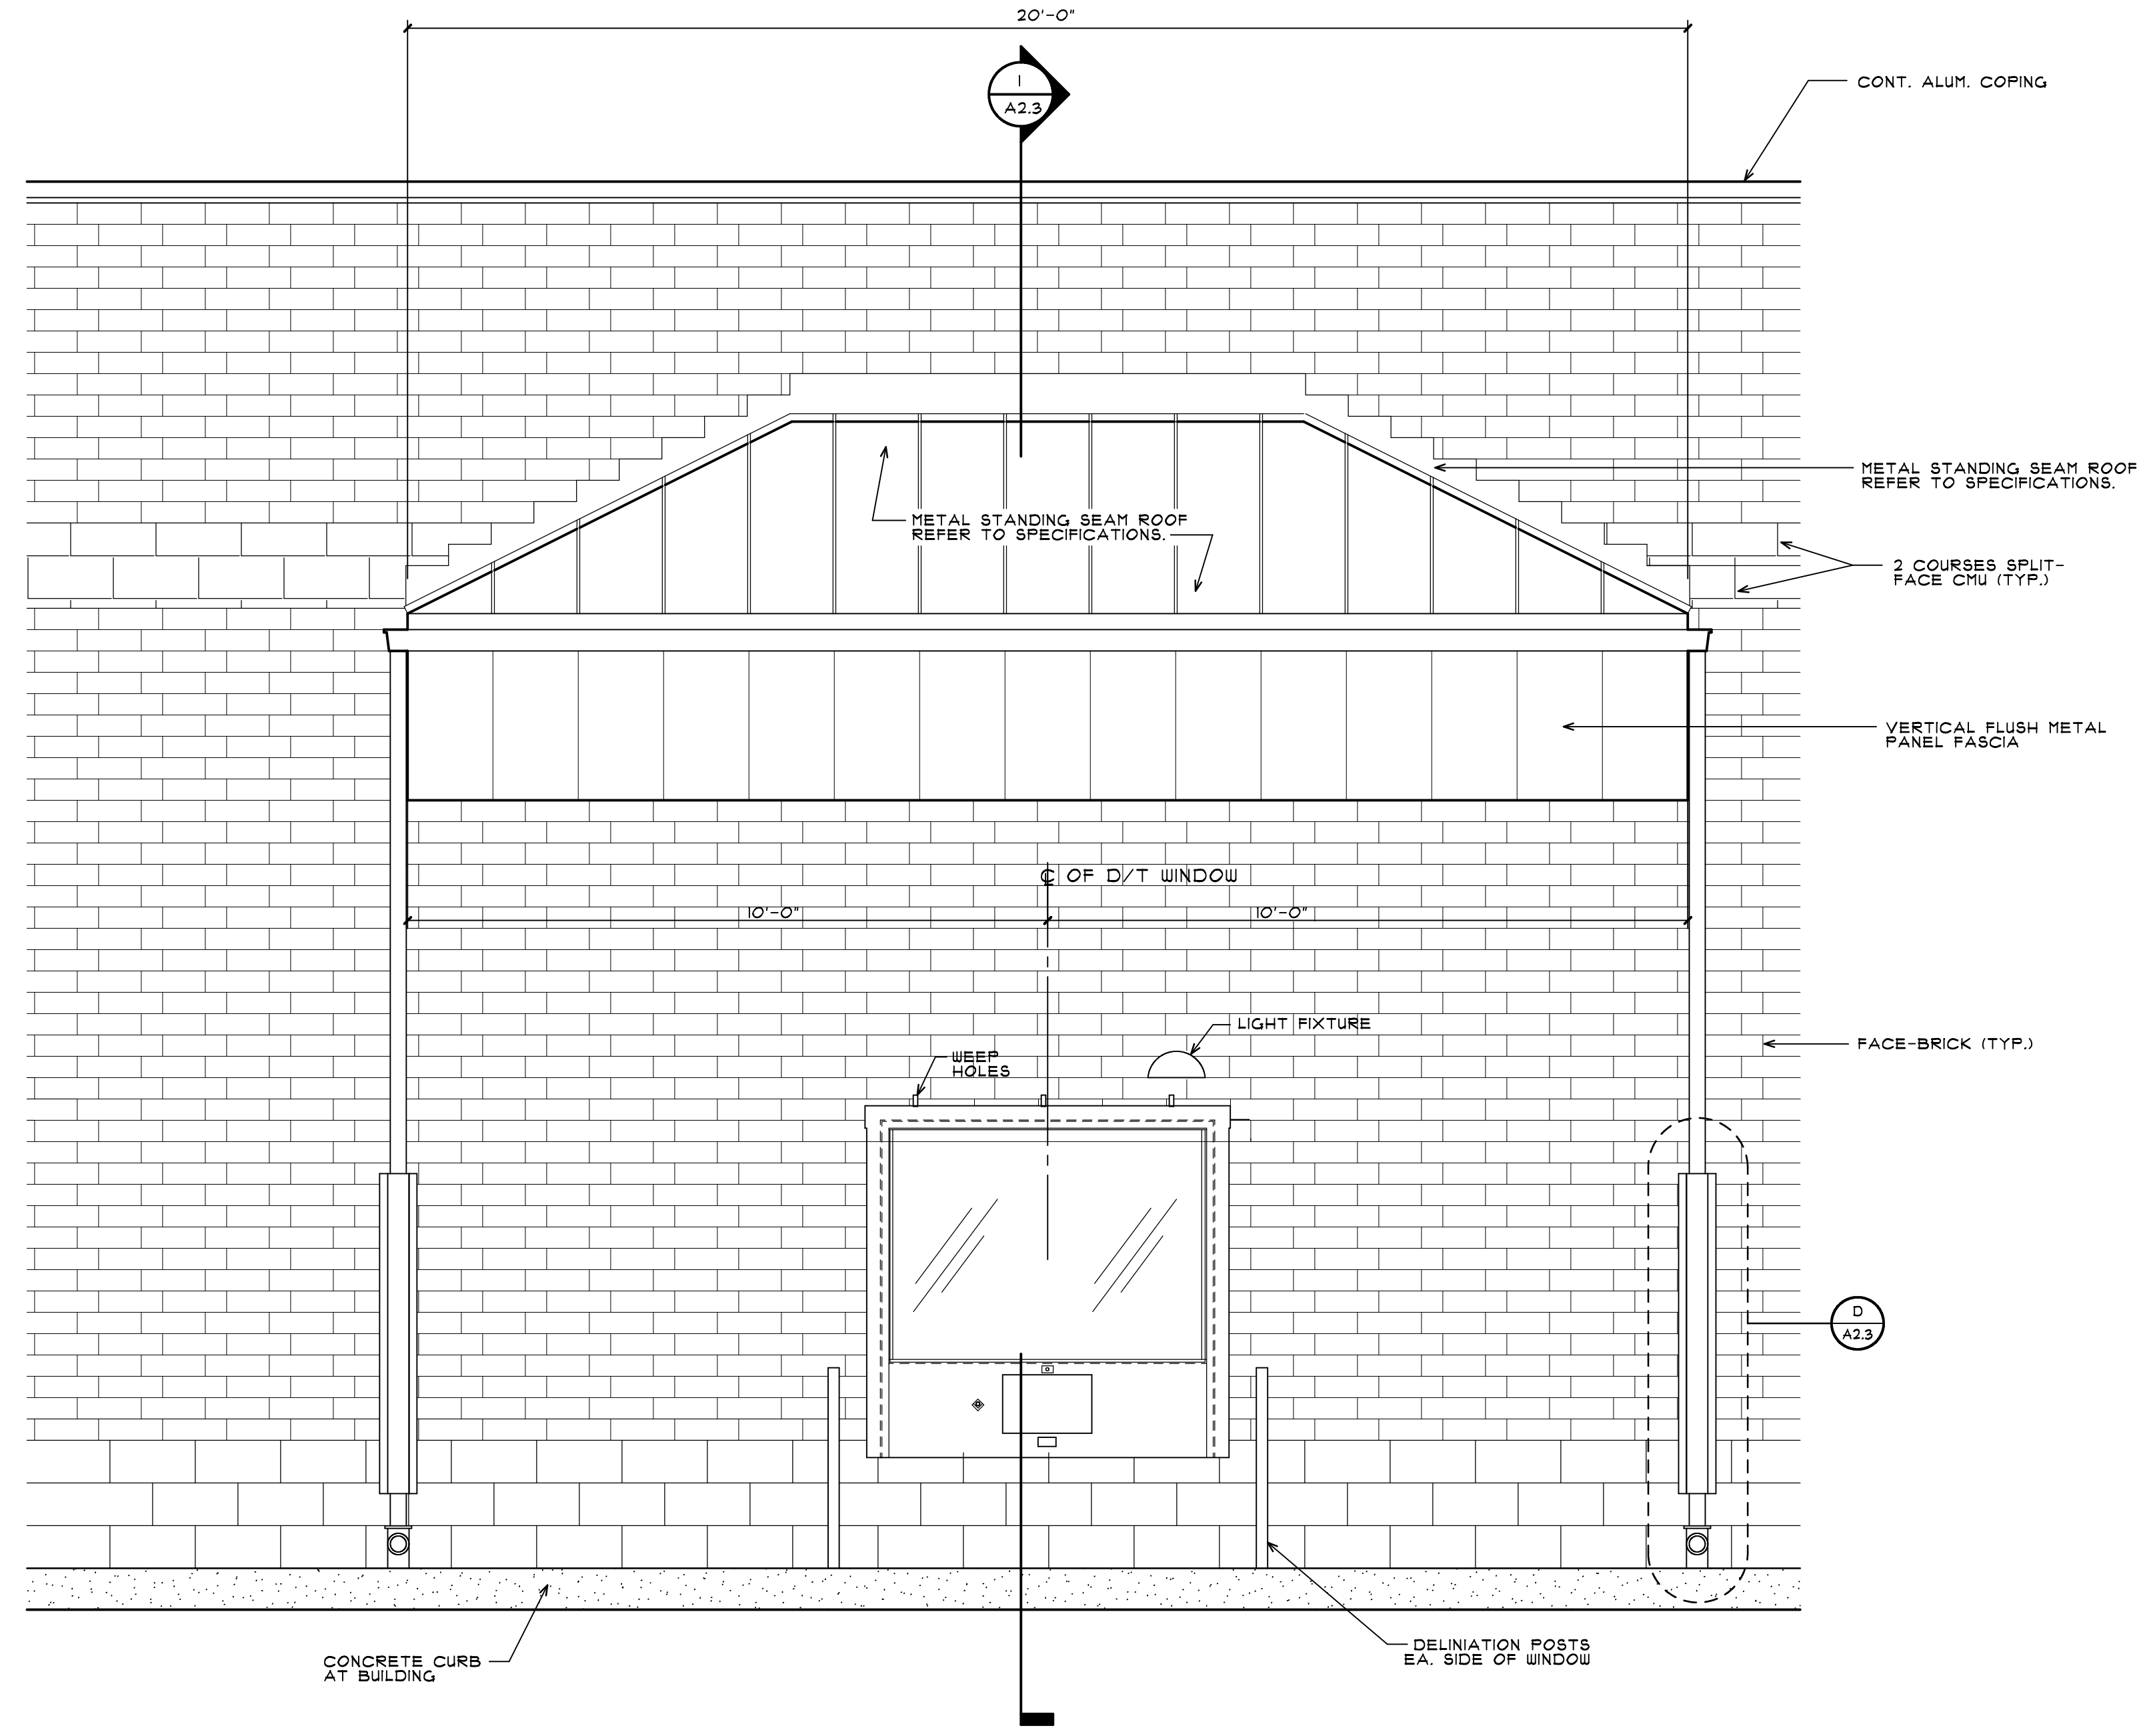 20'-0"
1
A2.3
CONT. ALUM. COPING
METAL STANDING SEAM ROOF
REFER TO SPECIFICATIONS.
METAL STANDING SEAM ROOF
REFER TO SPECIFICATIONS.
2 COURSES SPLIT-
FACE CMU (TYP.)
VERTICAL FLUSH METAL
PANEL FASCIA
℄ OF D/T WINDOW
10'-0"
10'-0"
LIGHT FIXTURE
WEEP
HOLES
FACE-BRICK (TYP.)
D
A2.3
DELINIATION POSTS
EA. SIDE OF WINDOW
CONCRETE CURB
AT BUILDING